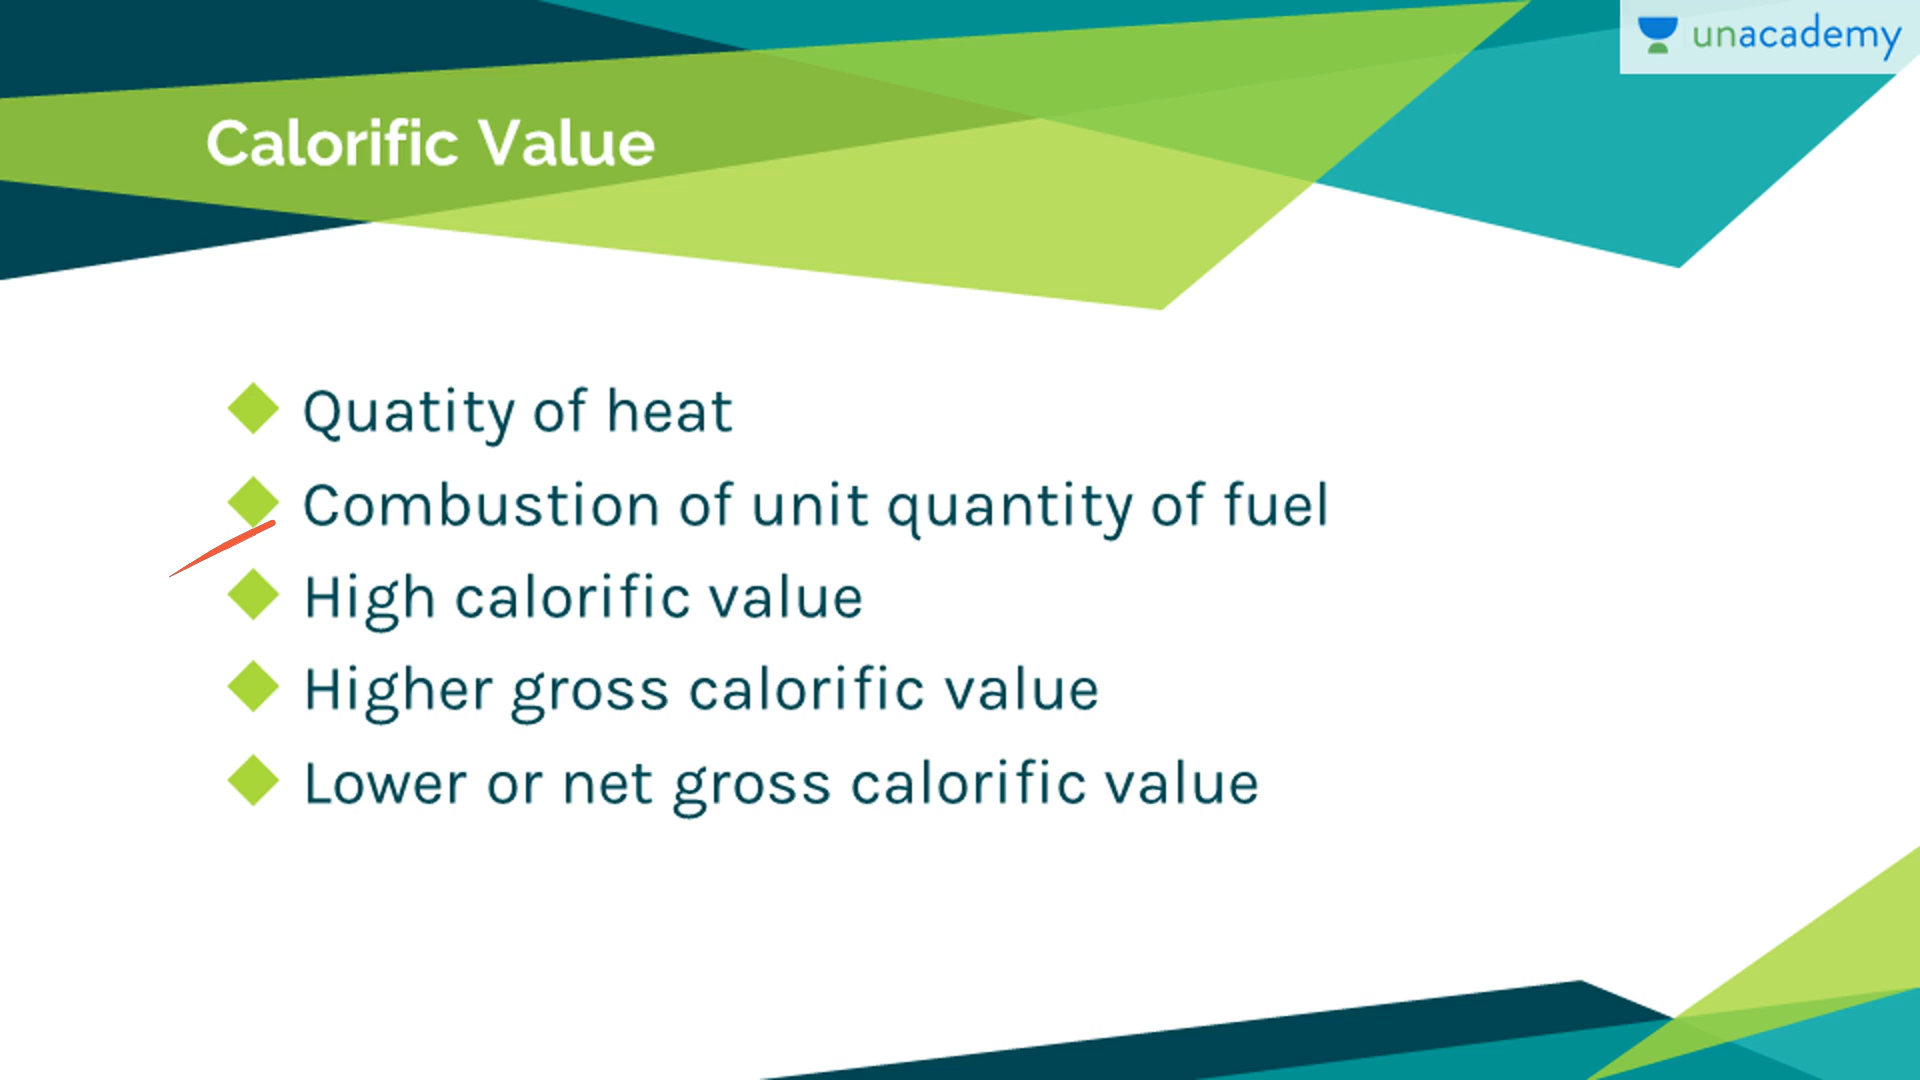 unacademy
Calorific Value
Quatity of heat
Combustion of unit quantity of fuel
High calorific value
Higher gross calorific value
Lower or net gross calorific value